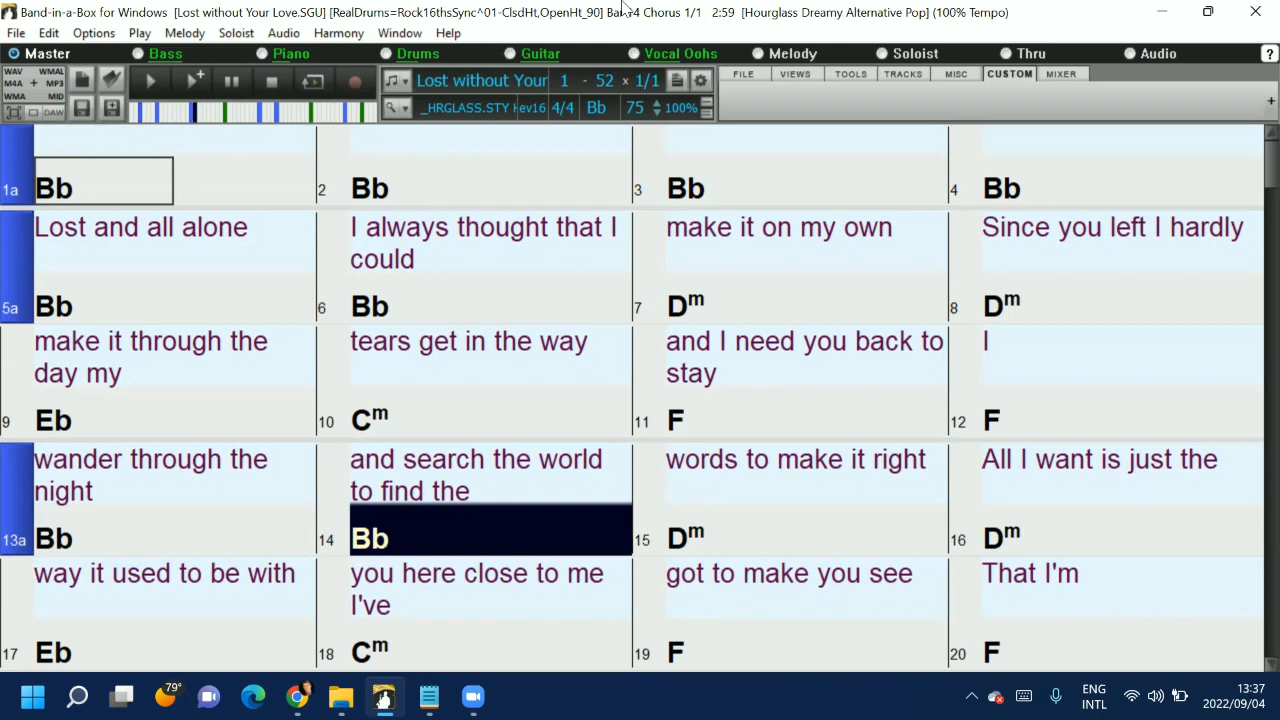 Band-in-a-Box for Windows [Lost without Your Love.SGU] [RealDrums=Rock16thsSync^01-ClsdHt,OpenHt_90] Bar 4 Chorus 1/1 2:59 [Hourglass Dreamy Alternative Pop] (100% Tempo)
File Edit Options Play Melody Soloist Audio Harmony Window Help
Master Bass Piano Drums Guitar Vocal Oohs Melody Soloist Thru Audio ?
WAV WMAL
M4A + MP3
WMA MID
DAW
Lost without Your 1 - 52 x 1/1
_HRGLASS.STY ev16 4/4 Bb 75 100%
FILE VIEWS TOOLS TRACKS MISC CUSTOM MIXER
+
1a Bb 2 Bb 3 Bb 4 Bb
Lost and all alone I always thought that I could make it on my own Since you left I hardly
5a Bb 6 Bb 7 Dm 8 Dm
make it through the day my tears get in the way and I need you back to stay I
9 Eb 10 Cm 11 F 12 F
wander through the night and search the world to find the words to make it right All I want is just the
13a Bb 14 Bb 15 Dm 16 Dm
way it used to be with you here close to me I've got to make you see That I'm
17 Eb 18 Cm 19 F 20 F
79°
ENG
INTL
13:37
2022/09/04